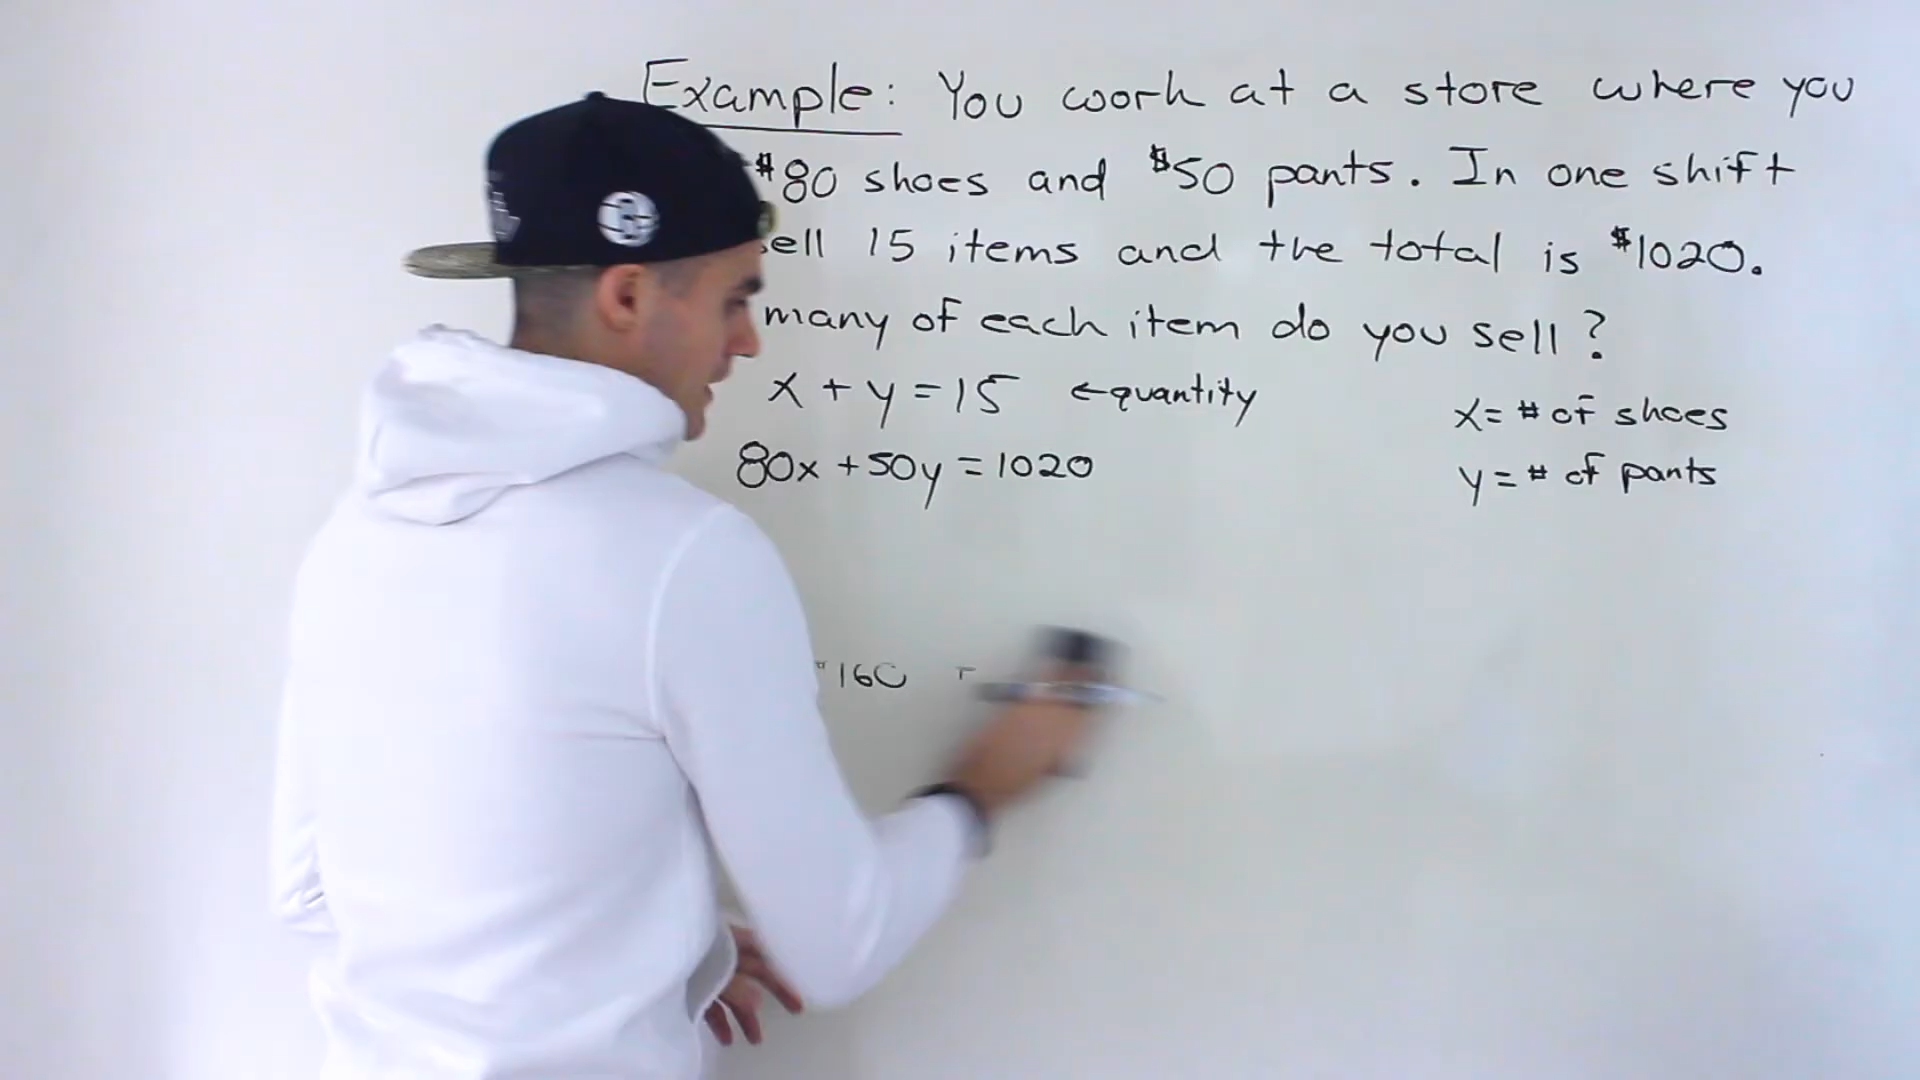 Example: You work at a store where you
$80 shoes and $50 pants. In one shift
sell 15 items and the total is $1020.
many of each item do you sell?
x + y = 15 ←quantity
x= # of shoes
80x + 50y = 1020
y = # of pants
$160